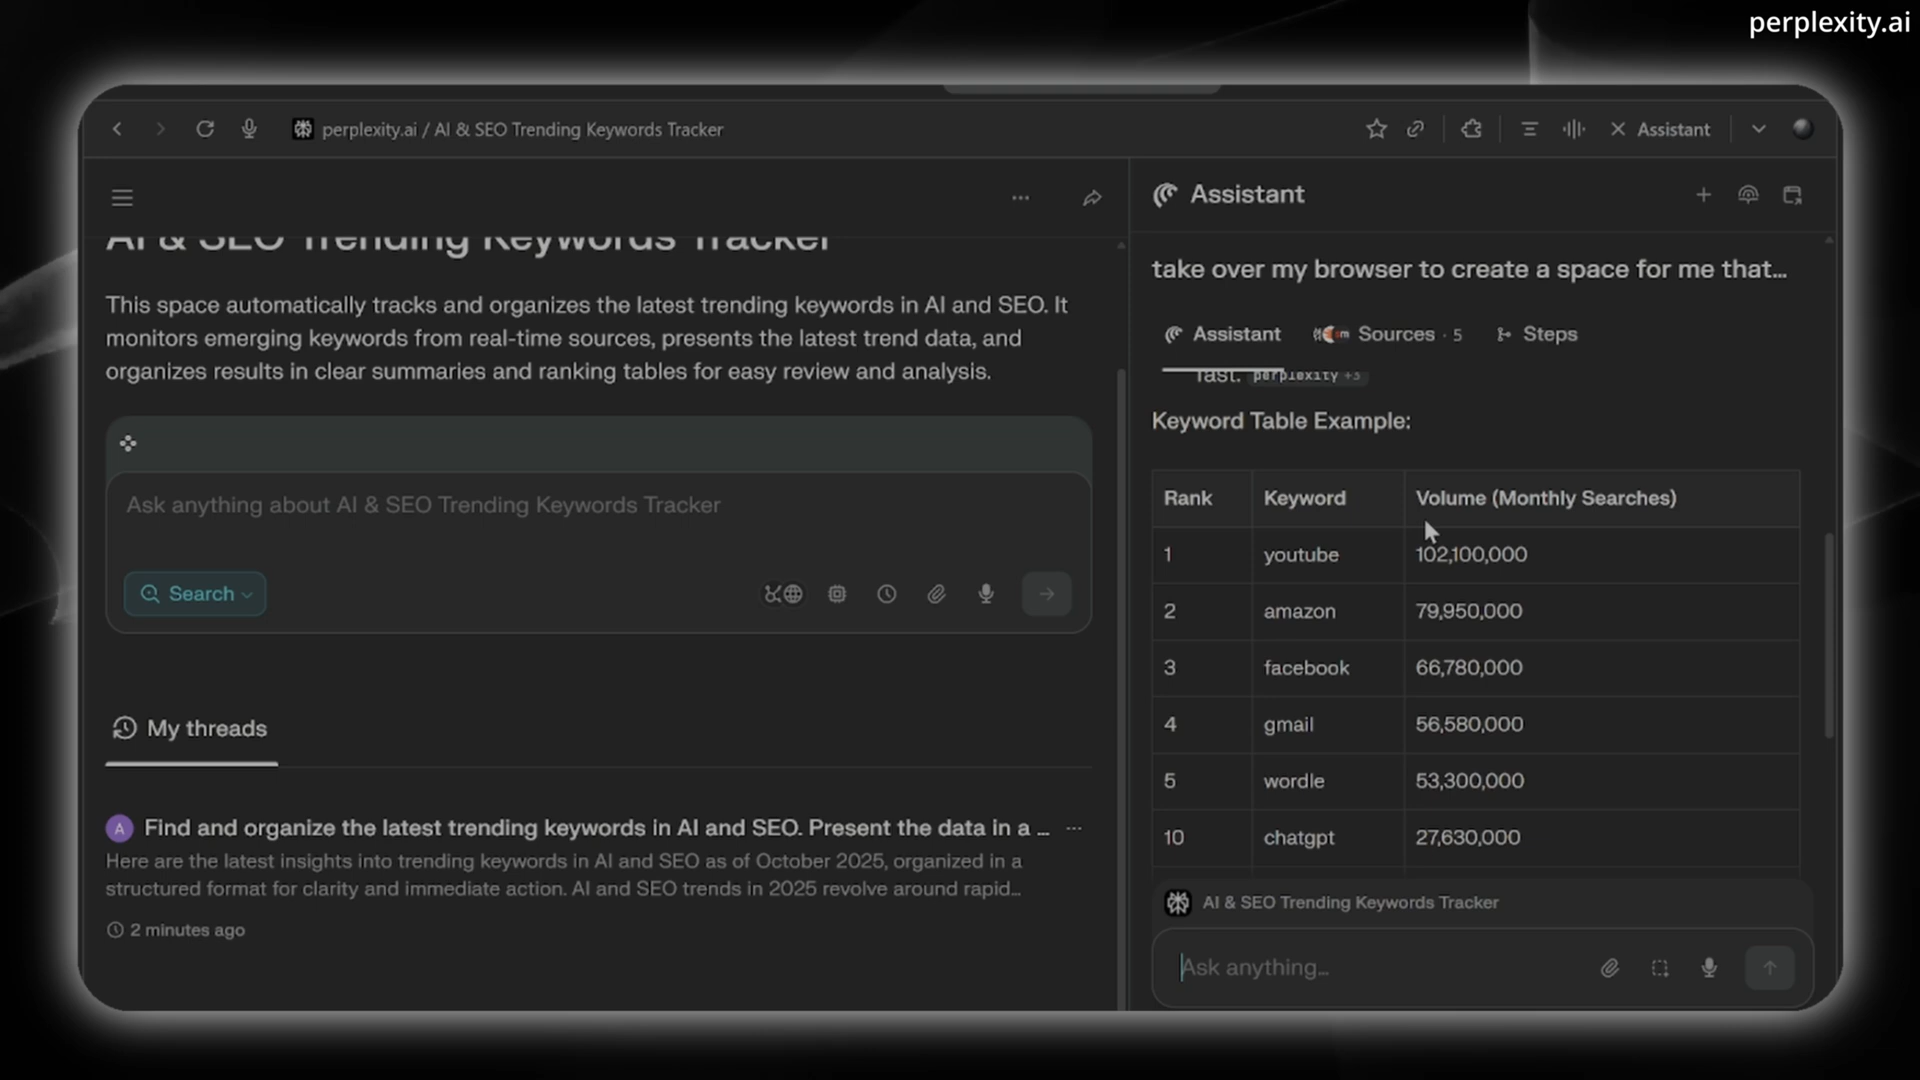 perplexity.ai
perplexity.ai / AI & SEO Trending Keywords Tracker
Assistant
AI & SEO Trending Keywords Tracker
This space automatically tracks and organizes the latest trending keywords in AI and SEO. It
monitors emerging keywords from real-time sources, presents the latest trend data, and
organizes results in clear summaries and ranking tables for easy review and analysis.
Ask anything about AI & SEO Trending Keywords Tracker
Search
My threads
A
Find and organize the latest trending keywords in AI and SEO. Present the data in a ...
Here are the latest insights into trending keywords in AI and SEO as of October 2025, organized in a
structured format for clarity and immediate action. AI and SEO trends in 2025 revolve around rapid...
2 minutes ago
Assistant
take over my browser to create a space for me that...
Assistant Sources · 5 Steps
fast. perplexity +3
Keyword Table Example:
Rank Keyword Volume (Monthly Searches)
1 youtube 102,100,000
2 amazon 79,950,000
3 facebook 66,780,000
4 gmail 56,580,000
5 wordle 53,300,000
10 chatgpt 27,630,000
AI & SEO Trending Keywords Tracker
Ask anything...